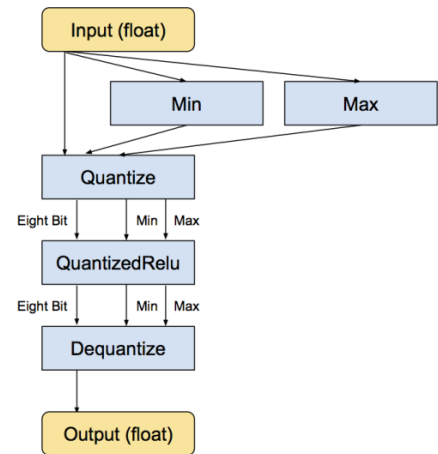 Input (float)
Min
Max
Quantize
Eight Bit
Min
Max
QuantizedRelu
Eight Bit
Min
Max
Dequantize
Output (float)